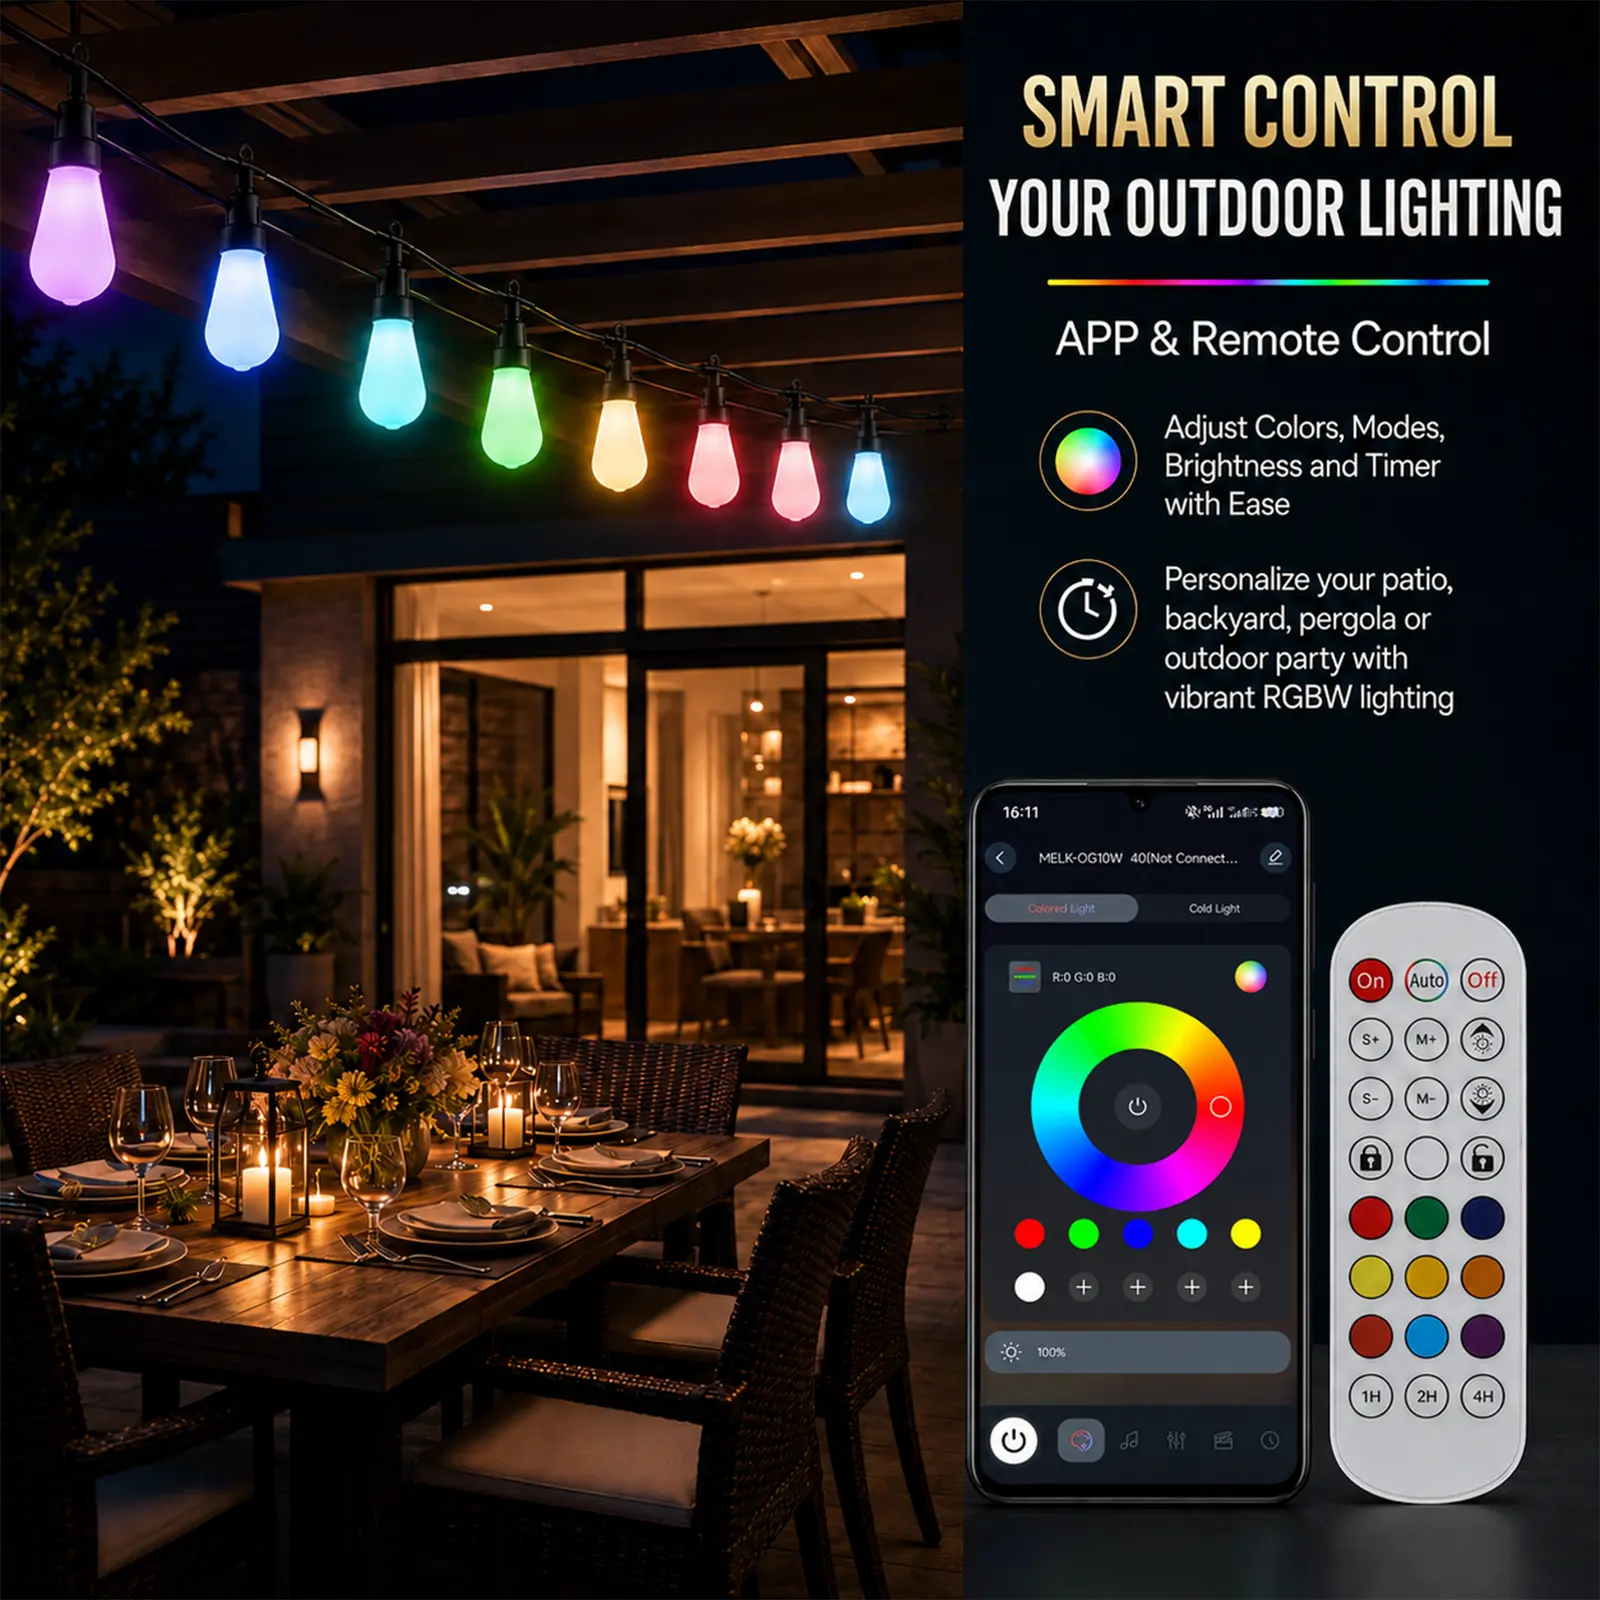 SMART CONTROL
YOUR OUTDOOR LIGHTING
APP & Remote Control
Adjust Colors, Modes,
Brightness and Timer
with Ease
Personalize your patio,
backyard, pergola or
outdoor party with
vibrant RGBW lighting
16:11
MELK-OG10W 40(Not Connect...
Colored Light
Cold Light
R:0 G:0 B:0
100%
On Auto Off
S+ M+
S- M-
1H 2H 4H